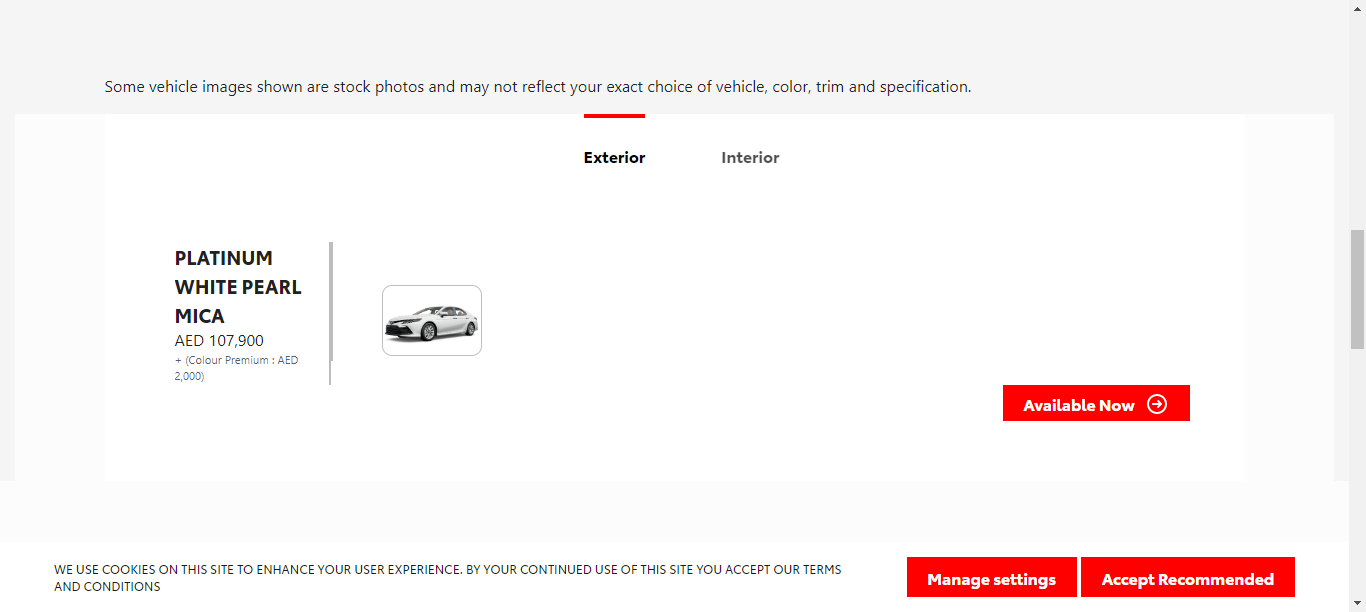 Some vehicle images shown are stock photos and may not reflect your exact choice of vehicle, color, trim and specification.
Exterior
Interior
PLATINUM
WHITE PEARL
MICA
AED 107,900
+ (Colour Premium : AED
2,000)
Available Now
WE USE COOKIES ON THIS SITE TO ENHANCE YOUR USER EXPERIENCE. BY YOUR CONTINUED USE OF THIS SITE YOU ACCEPT OUR TERMS
AND CONDITIONS
Manage settings
Accept Recommended